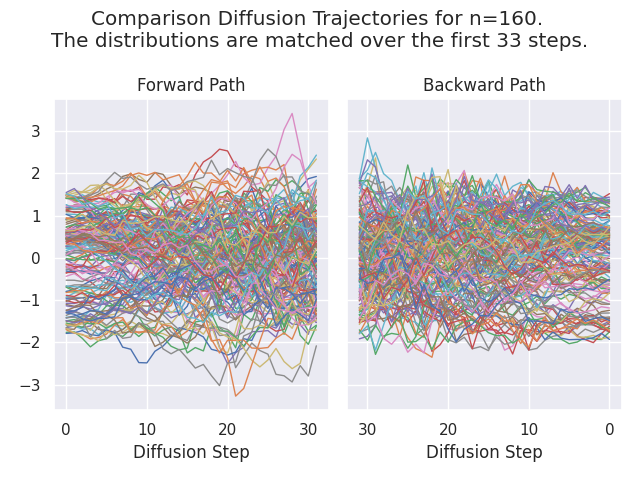 Comparison Diffusion Trajectories for n=160.
The distributions are matched over the first 33 steps.
Forward Path
Backward Path
3
2
1
0
−1
−2
−3
0 10 20 30
30 20 10 0
Diffusion Step
Diffusion Step